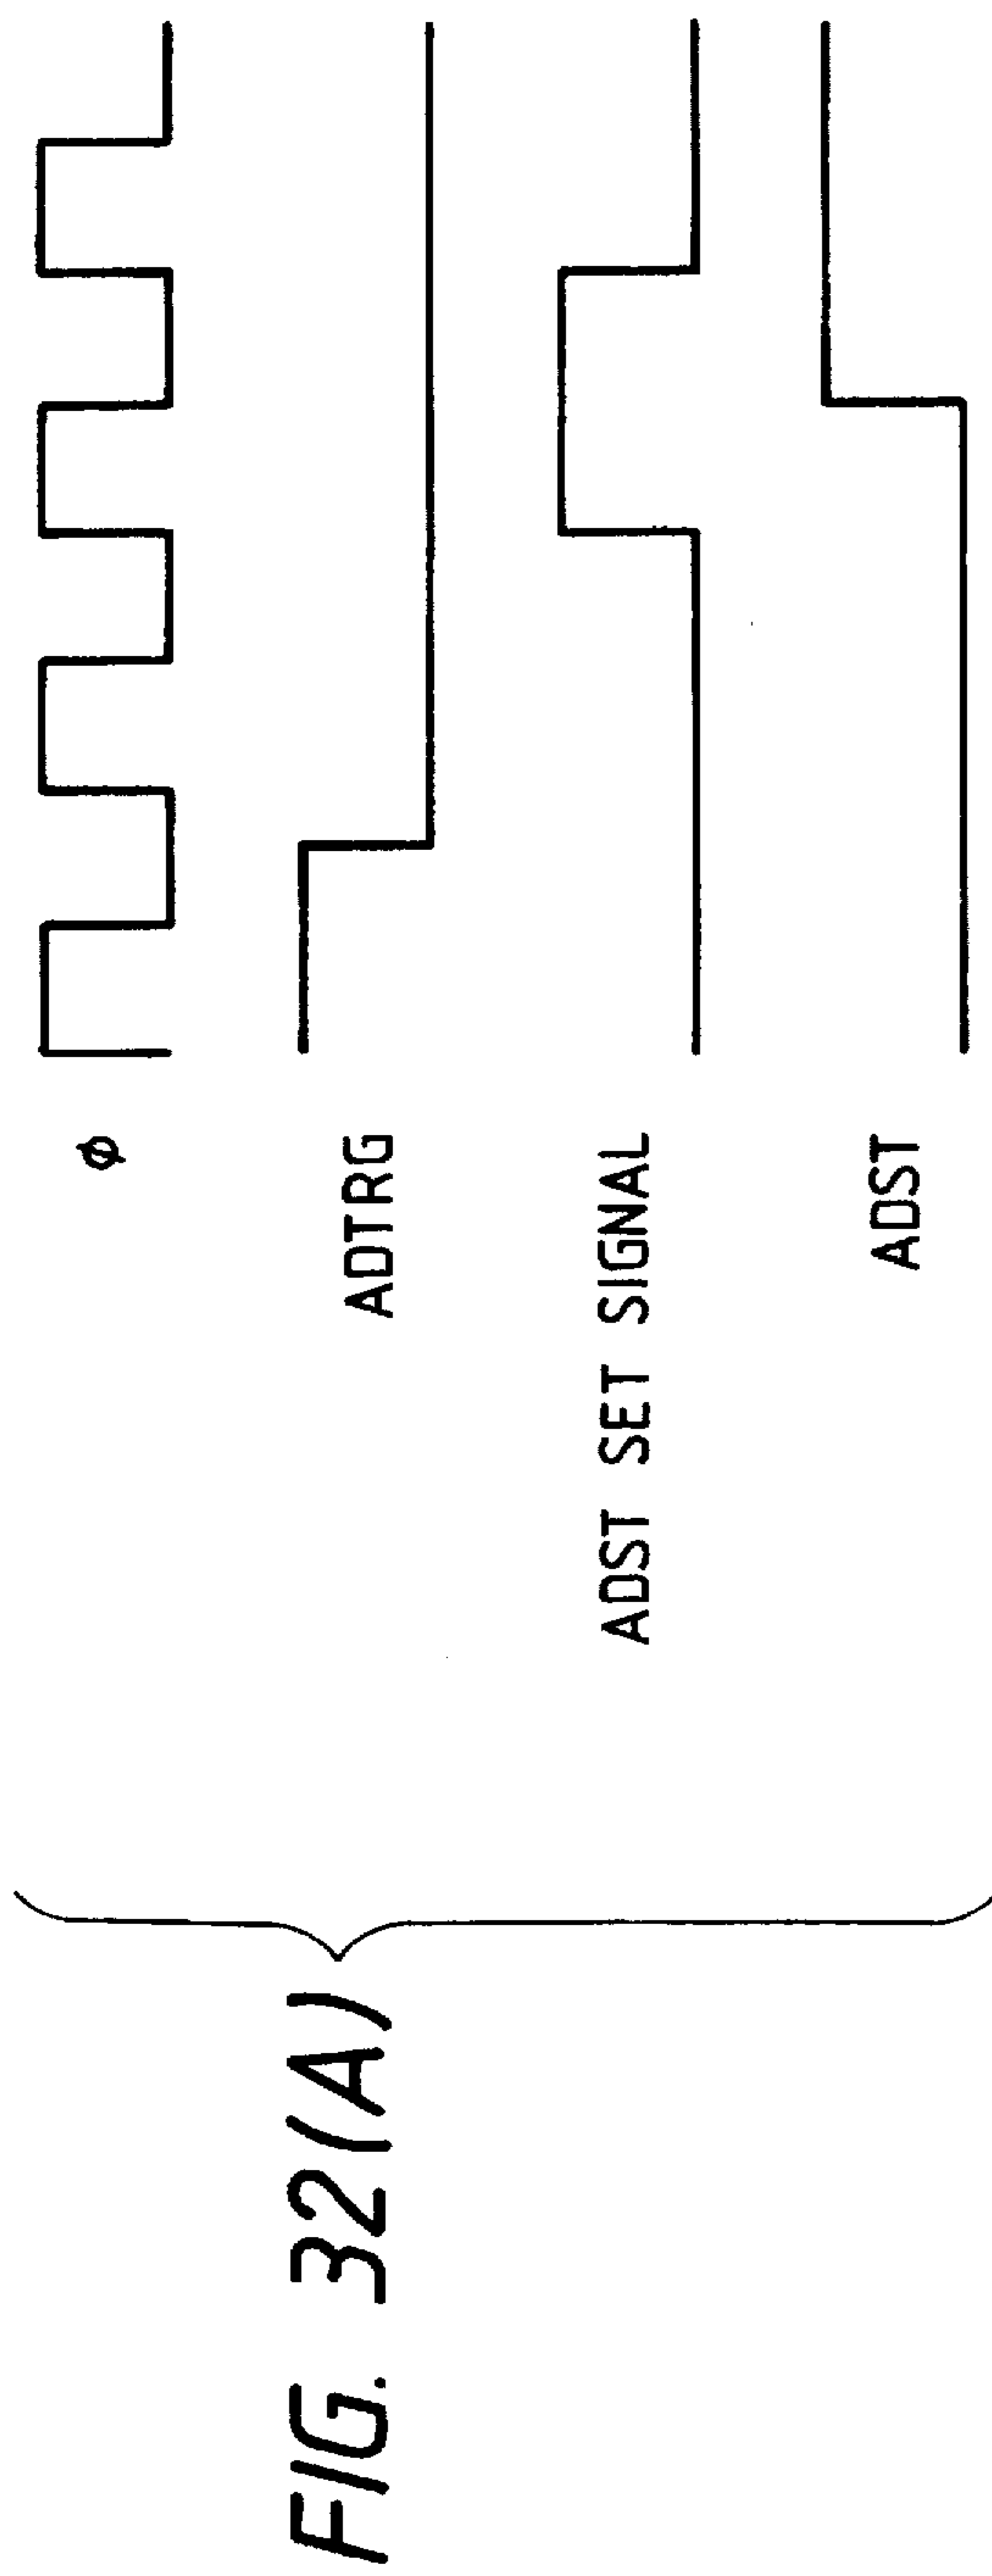 FIG. 32(A)
ϕ
ADTRG
ADST SET SIGNAL
ADST